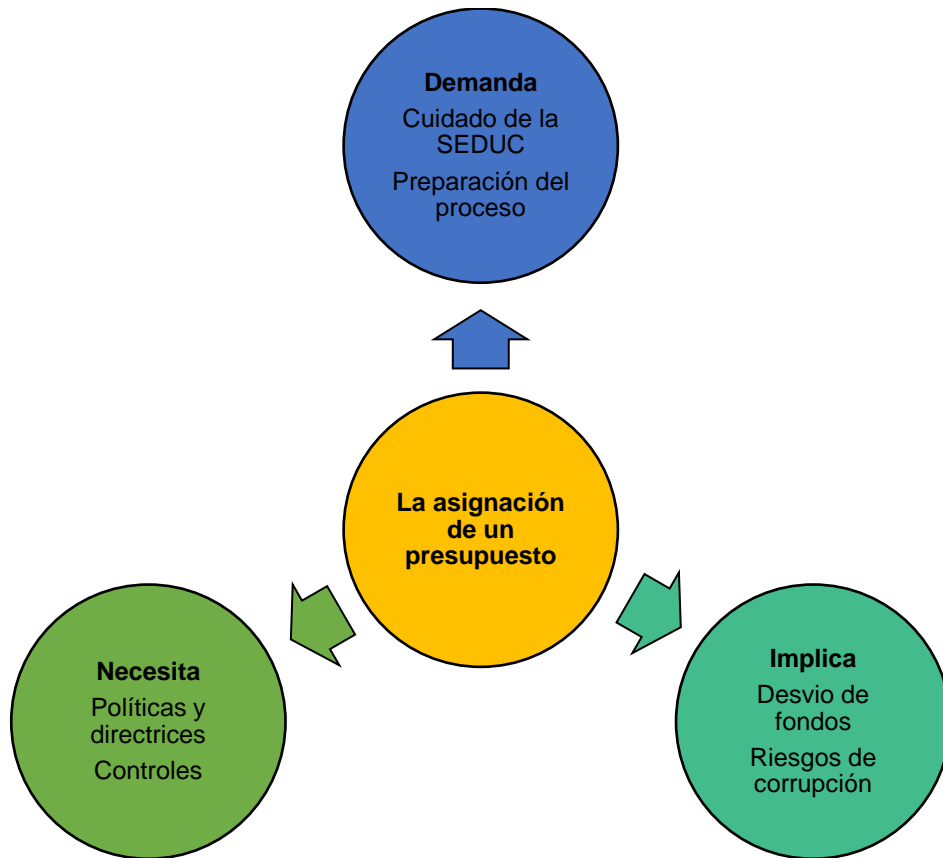 Demanda
Cuidado de la
SEDUC
Preparación del
proceso
La asignación
de un
presupuesto
Necesita
Políticas y
directrices
Controles
Implica
Desvio de
fondos
Riesgos de
corrupción